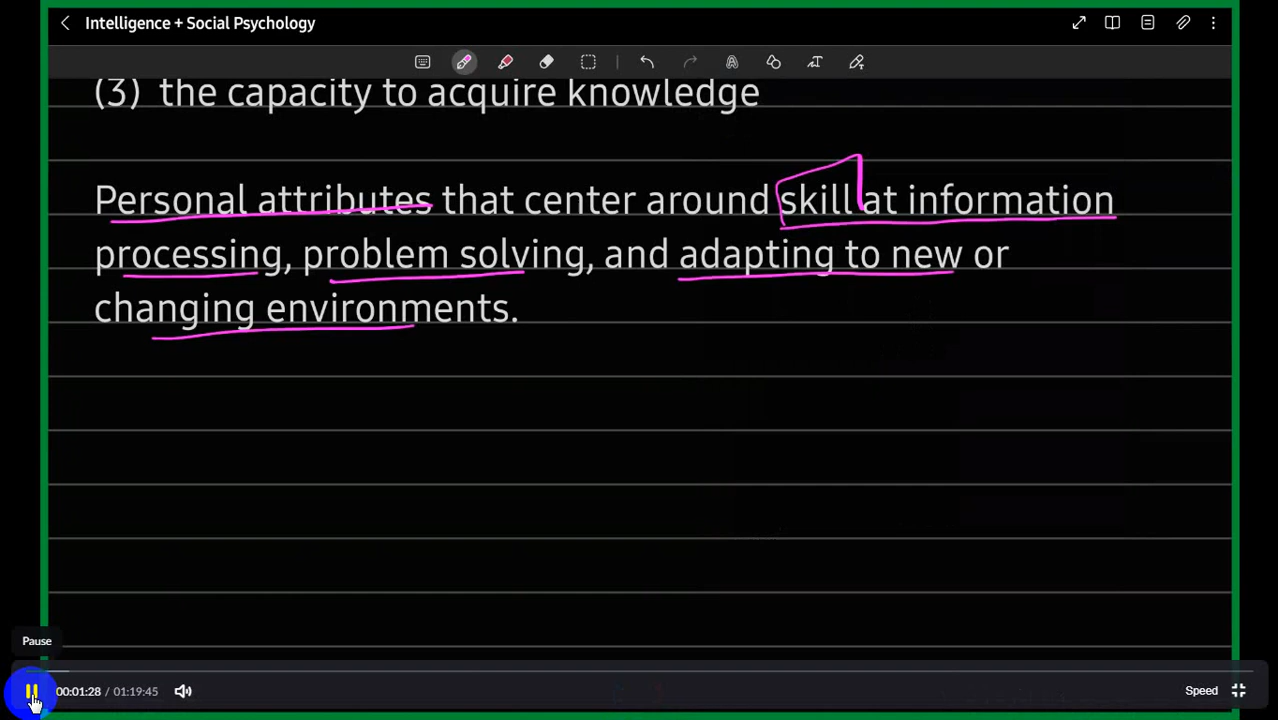 Intelligence + Social Psychology
(3) the capacity to acquire knowledge
Personal attributes that center around skill at information
processing, problem solving, and adapting to new or
changing environments.
Pause
00:01:28 / 01:19:45
Speed